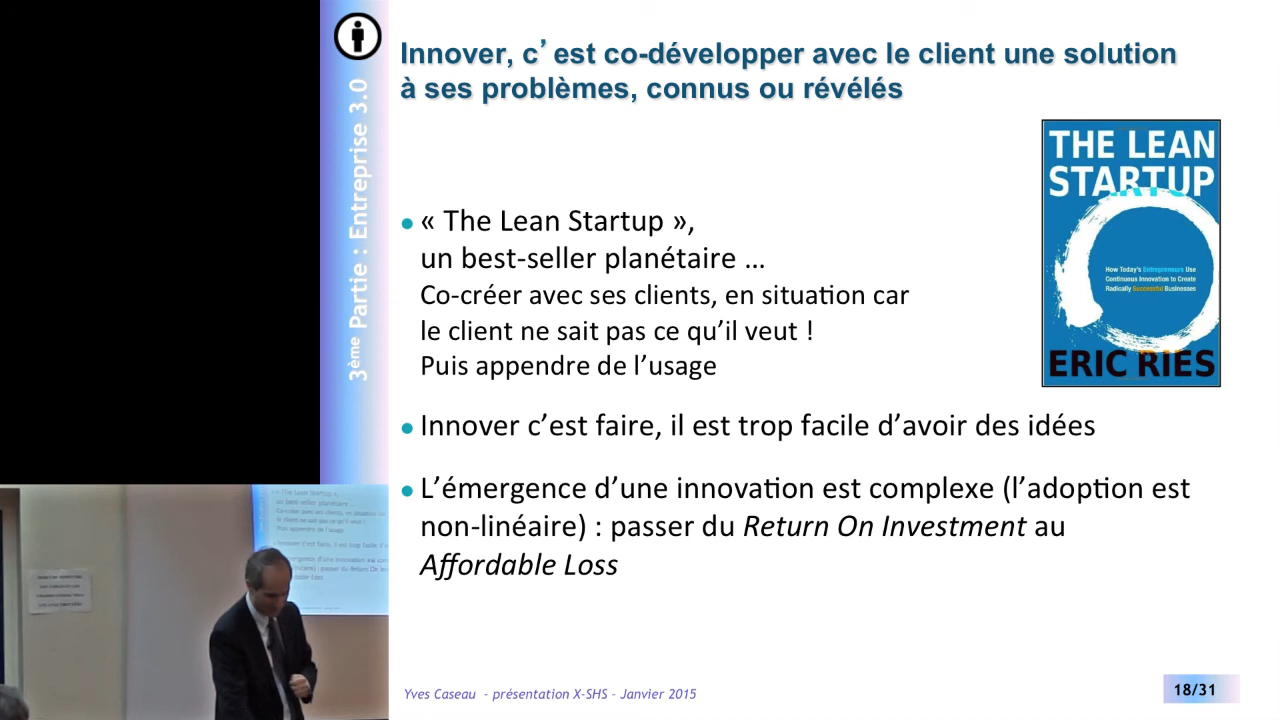 3ème Partie : Entreprise 3.0
Innover, c’est co-développer avec le client une solution
à ses problèmes, connus ou révélés
THE LEAN
STARTUP
How Today's Entrepreneurs Use
Continuous Innovation to Create
Radically Successful Businesses
ERIC RIES
« The Lean Startup »,
un best-seller planétaire …
Co-créer avec ses clients, en situation car
le client ne sait pas ce qu’il veut !
Puis appendre de l’usage
Innover c’est faire, il est trop facile d’avoir des idées
L’émergence d’une innovation est complexe (l’adoption est
non-linéaire) : passer du Return On Investment au
Affordable Loss
Yves Caseau - présentation X-SHS – Janvier 2015
18/31